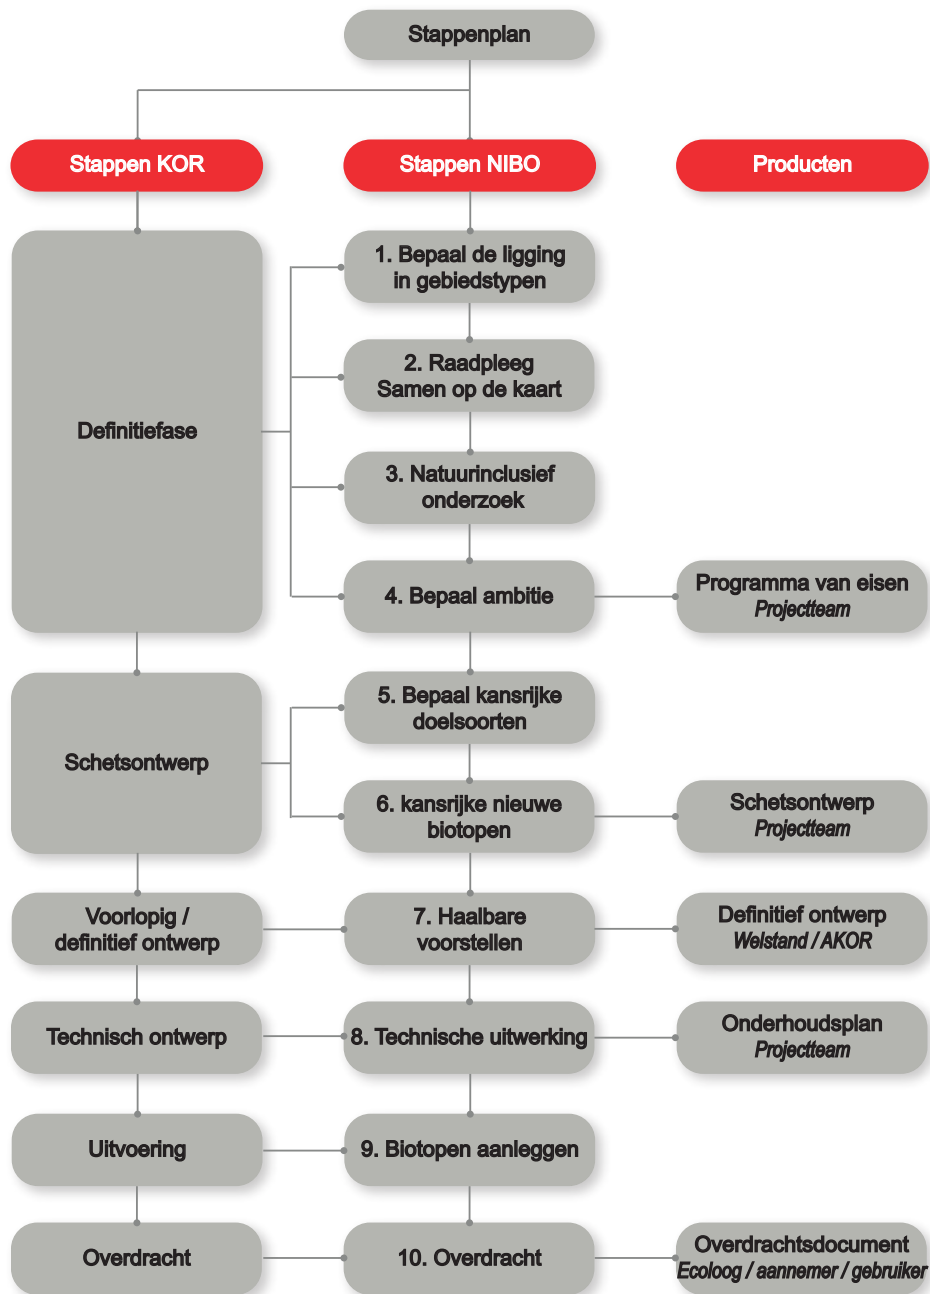 Stappenplan
Stappen KOR
Stappen NIBO
Producten
Definitiefase
1. Bepaal de ligging
in gebiedstypen
2. Raadpleeg
Samen op de kaart
3. Natuurinclusief
onderzoek
4. Bepaal ambitie
Programma van eisen
Projectteam
Schetsontwerp
5. Bepaal kansrijke
doelsoorten
6. kansrijke nieuwe
biotopen
Schetsontwerp
Projectteam
Voorlopig /
definitief ontwerp
7. Haalbare
voorstellen
Definitief ontwerp
Welstand / AKOR
Technisch ontwerp
8. Technische uitwerking
Onderhoudsplan
Projectteam
Uitvoering
9. Biotopen aanleggen
Overdracht
10. Overdracht
Overdrachtsdocument
Ecoloog / aannemer / gebruiker